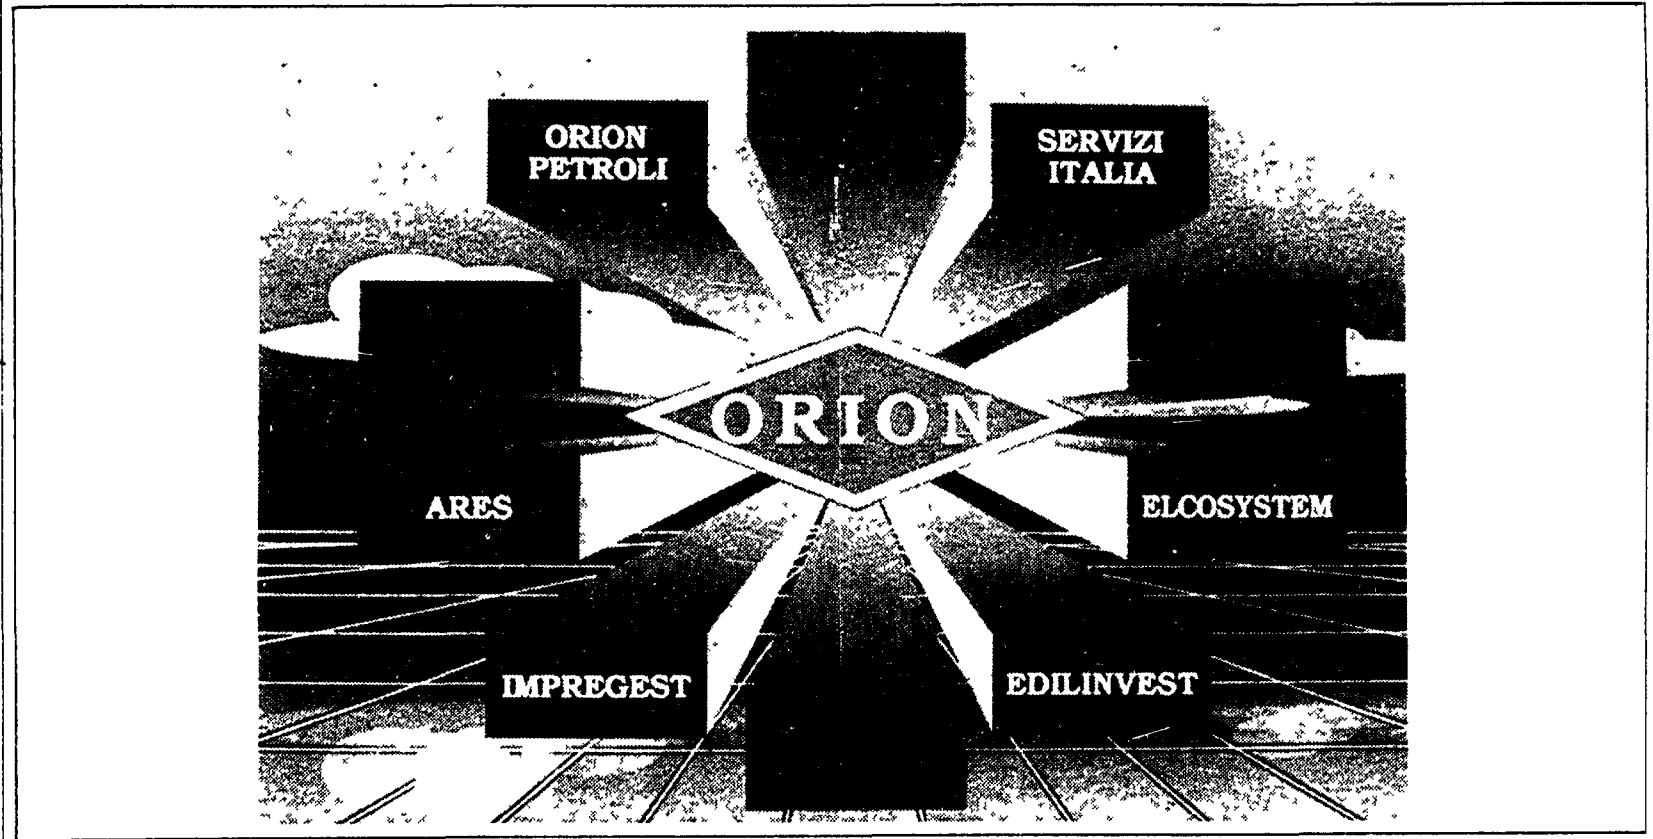 ORION
PETROLI
SERVIZI
ITALIA
ORION
ARES
ELCOSYSTEM
IMPREGEST
EDILINVEST